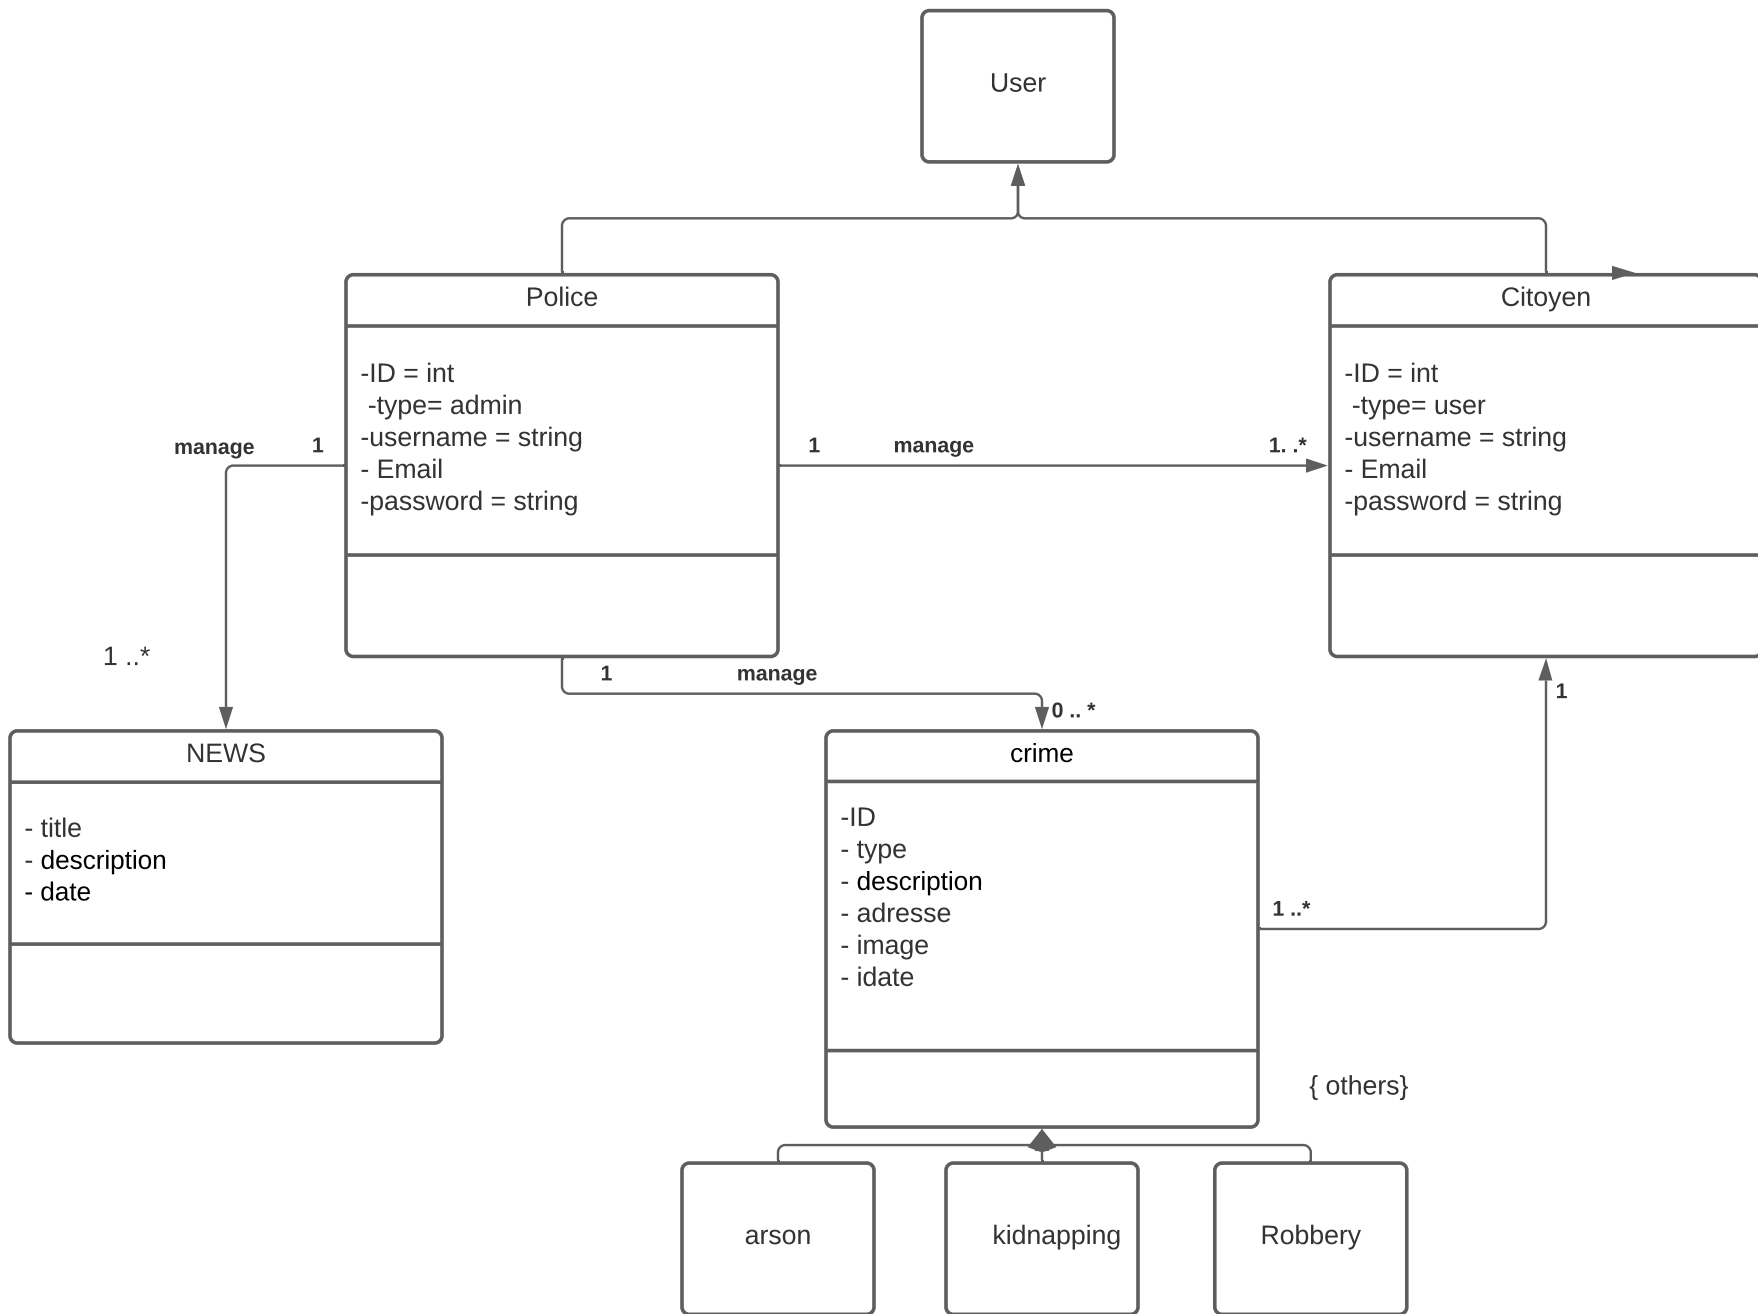 User
Police
-ID = int
-type= admin
-username = string
- Email
-password = string
Citoyen
-ID = int
-type= user
-username = string
- Email
-password = string
manage
1
1
manage
1. .*
1 ..*
1
manage
0 .. *
1
NEWS
- title
- description
- date
crime
-ID
- type
- description
- adresse
- image
- idate
1 ..*
{ others}
arson
kidnapping
Robbery